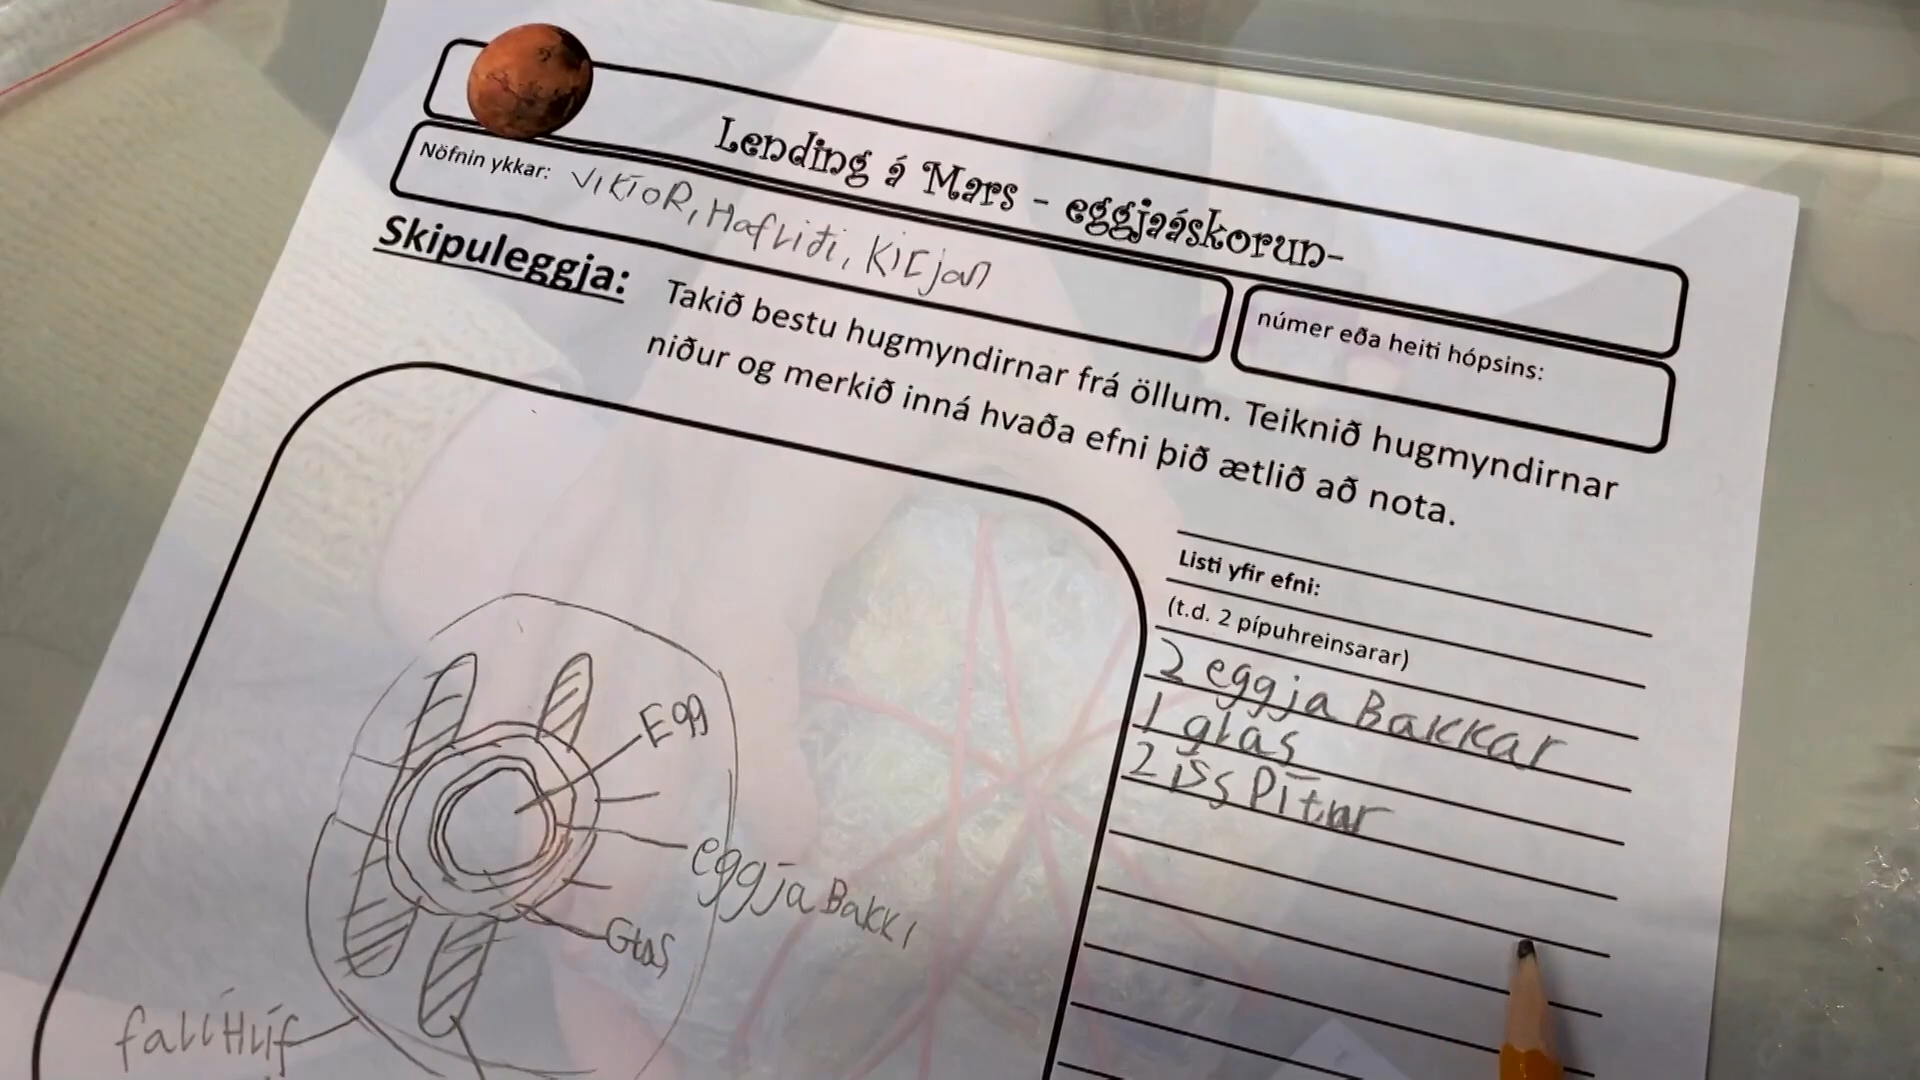 Lending á Mars - eggjaáskorun-
Nöfnin ykkar: VIKTOR, Hafliði, Kirjan
númer eða heiti hópsins:
Skipuleggja: Takið bestu hugmyndirnar frá öllum. Teiknið hugmyndirnar
niður og merkið inná hvaða efni þið ætlið að nota.
Listi yfir efni:
(t.d. 2 pípuhreinsarar)
2 eggja Bakkar
1 glas
2 íss Pítur
Egg
eggja Bakki
Glas
fallHlíf